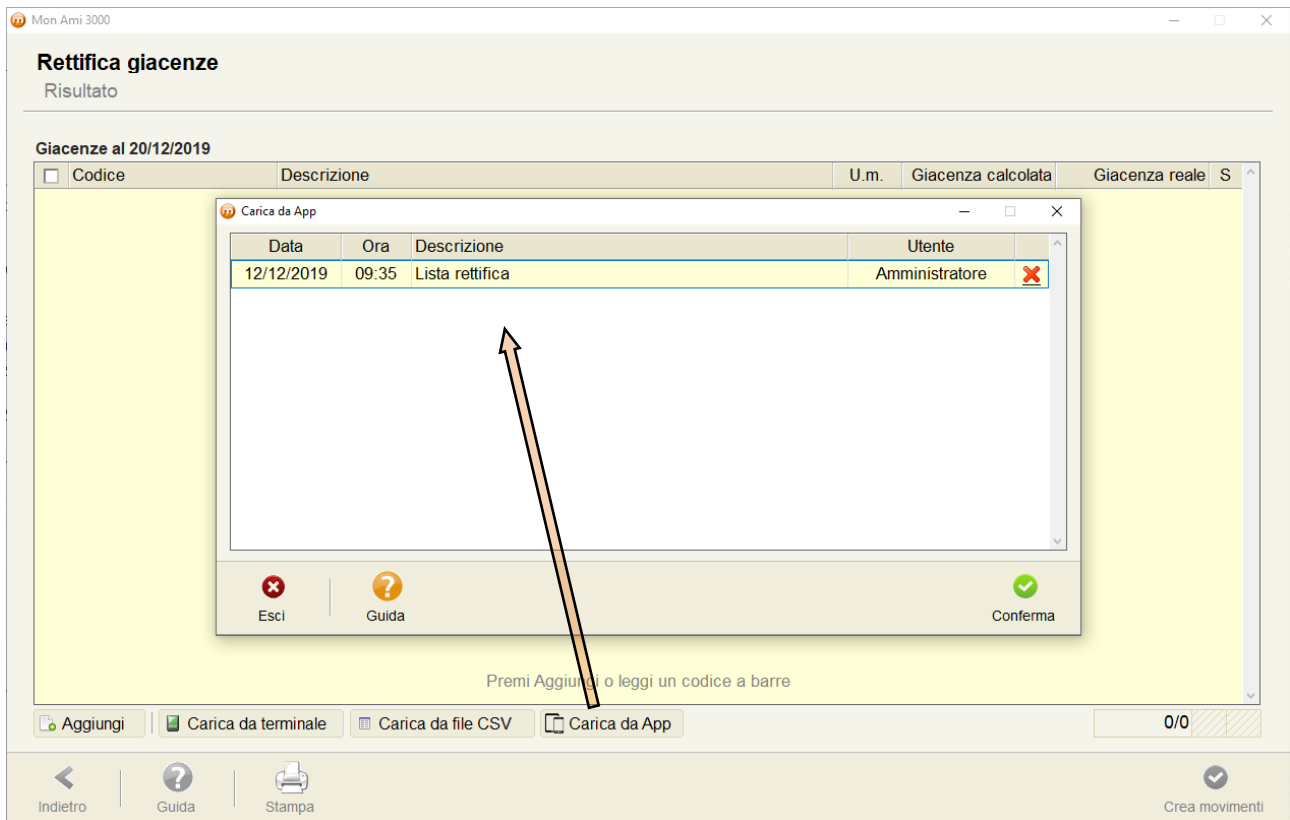 Mon Ami 3000
Rettifica giacenze
Risultato
Giacenze al 20/12/2019
Codice Descrizione U.m. Giacenza calcolata Giacenza reale S
Carica da App
Data Ora Descrizione Utente
12/12/2019 09:35 Lista rettifica Amministratore
Esci Guida Conferma
Premi Aggiungi o leggi un codice a barre
Aggiungi Carica da terminale Carica da file CSV Carica da App 0/0
Indietro Guida Stampa Crea movimenti